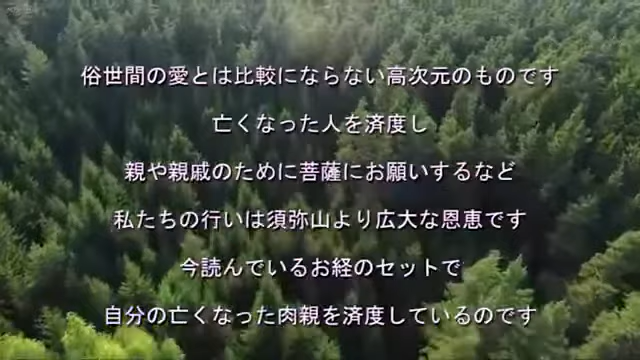 俗世間の愛とは比較にならない高次元のものです
亡くなった人を済度し
親や親戚のために菩薩にお願いするなど
私たちの行いは須弥山より広大な恩恵です
今読んでいるお経のセットで
自分の亡くなった肉親を済度しているのです